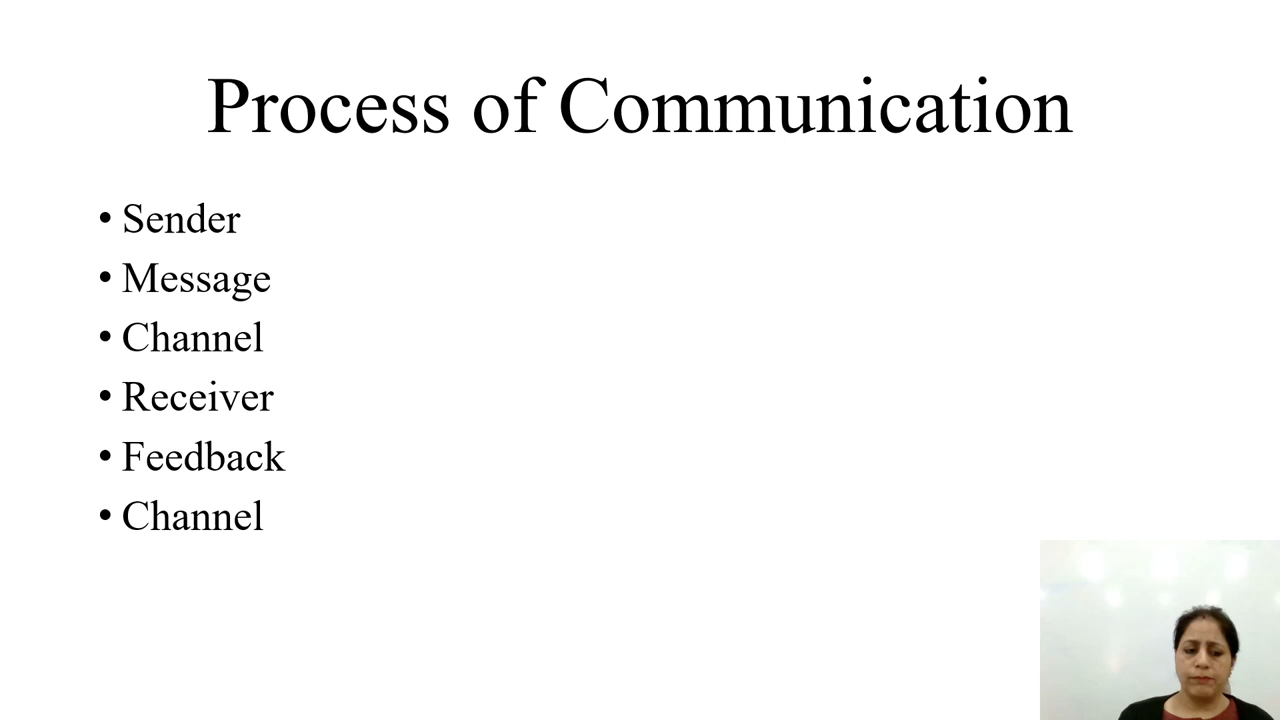 Process of Communication
• Sender
• Message
• Channel
• Receiver
• Feedback
• Channel